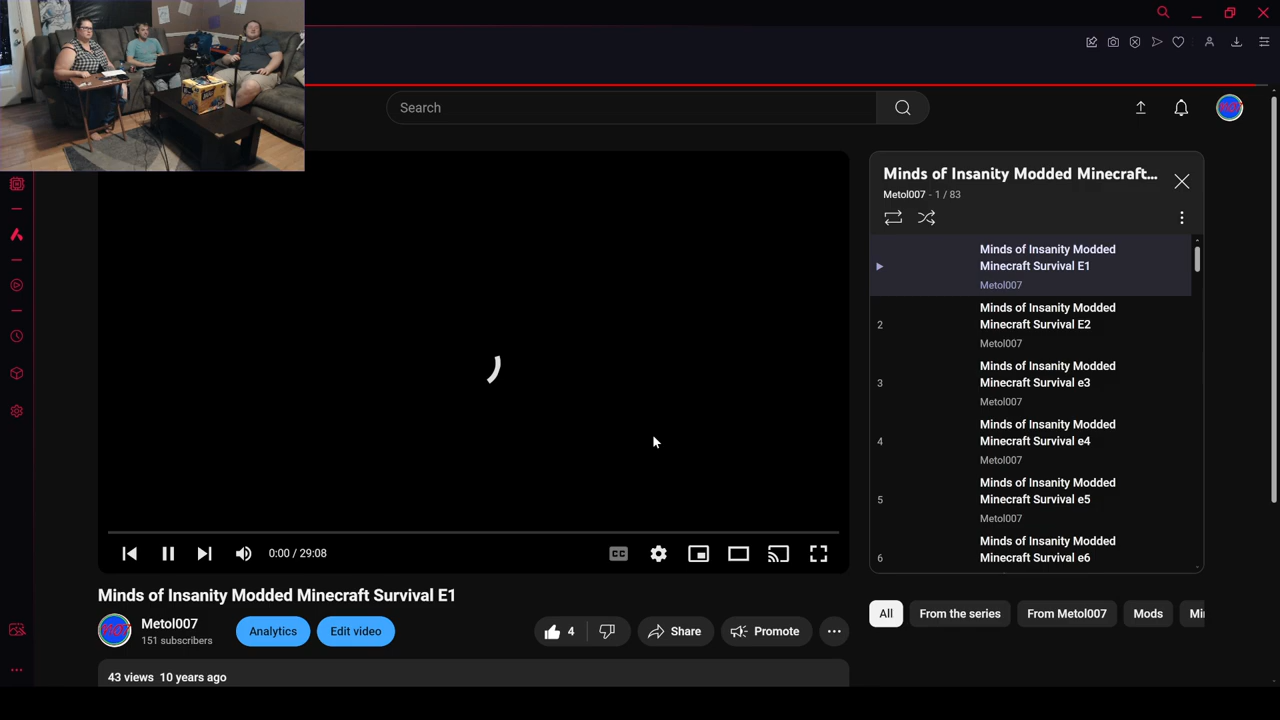 Search
Minds of Insanity Modded Minecraft...
Metol007 - 1 / 83
Minds of Insanity Modded
Minecraft Survival E1
Metol007
2
Minds of Insanity Modded
Minecraft Survival E2
Metol007
3
Minds of Insanity Modded
Minecraft Survival e3
Metol007
4
Minds of Insanity Modded
Minecraft Survival e4
Metol007
5
Minds of Insanity Modded
Minecraft Survival e5
Metol007
6
Minds of Insanity Modded
Minecraft Survival e6
0:00 / 29:08
CC
Minds of Insanity Modded Minecraft Survival E1
Metol007
151 subscribers
Analytics
Edit video
4
Share
Promote
All
From the series
From Metol007
Mods
43 views 10 years ago